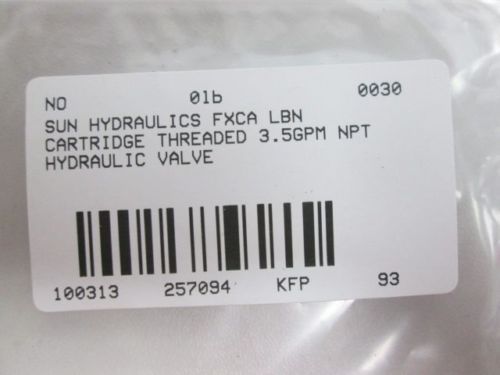 NO 01b 0030
SUN HYDRAULICS FXCA LBN
CARTRIDGE THREADED 3.5GPM NPT
HYDRAULIC VALVE
100313 257094 KFP 93